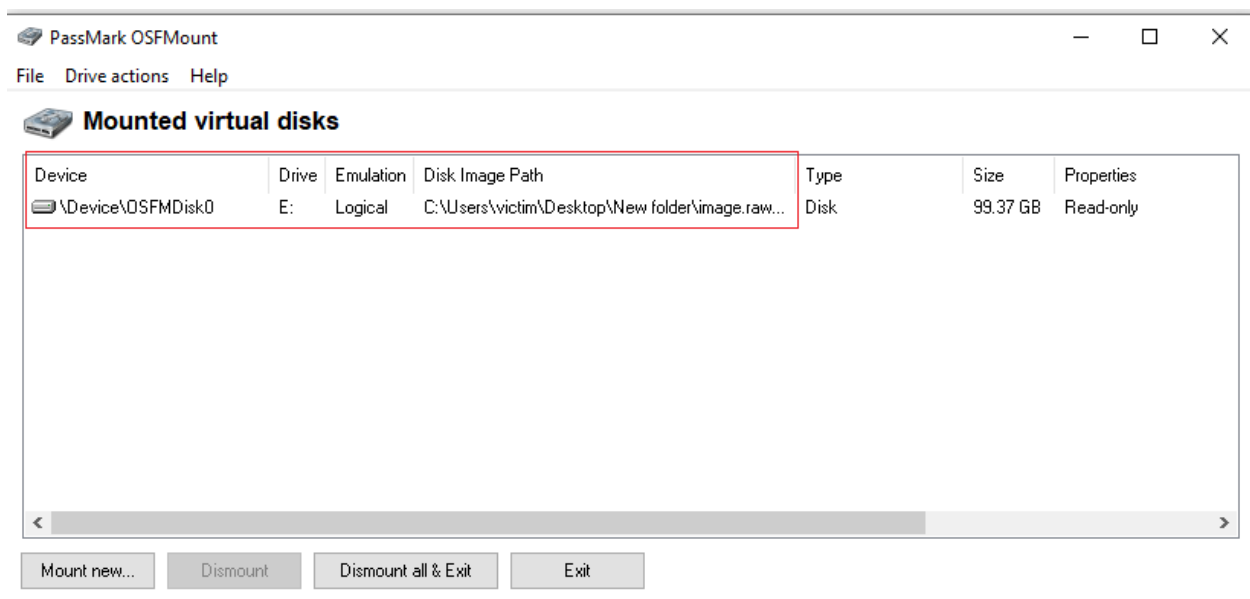 PassMark OSFMount
File Drive actions Help
Mounted virtual disks
Device Drive Emulation Disk Image Path Type Size Properties
\Device\OSFMDisk0 E: Logical C:\Users\victim\Desktop\New folder\image.raw... Disk 99.37 GB Read-only
Mount new... Dismount Dismount all & Exit Exit